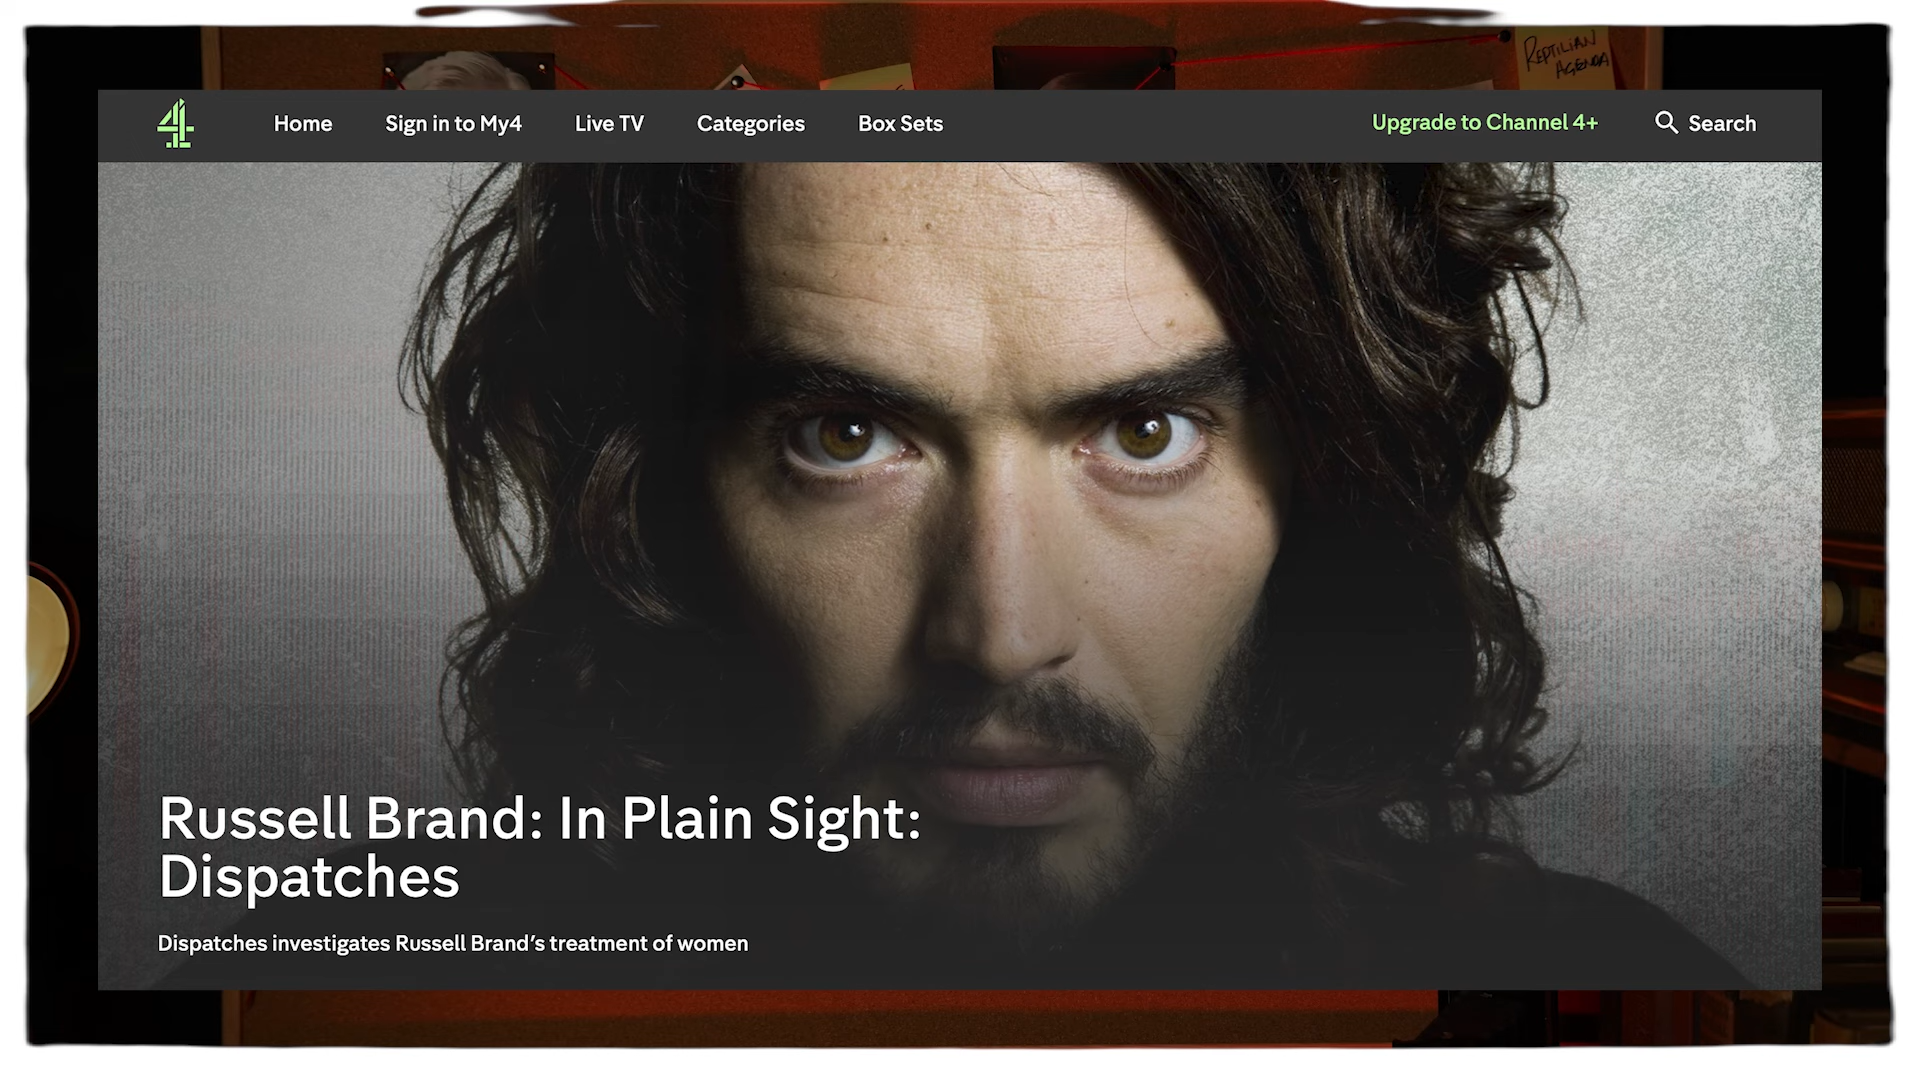 REPTILIAN
AGENDA
4 Home Sign in to My4 Live TV Categories Box Sets Upgrade to Channel 4+ Search
Russell Brand: In Plain Sight:
Dispatches
Dispatches investigates Russell Brand's treatment of women